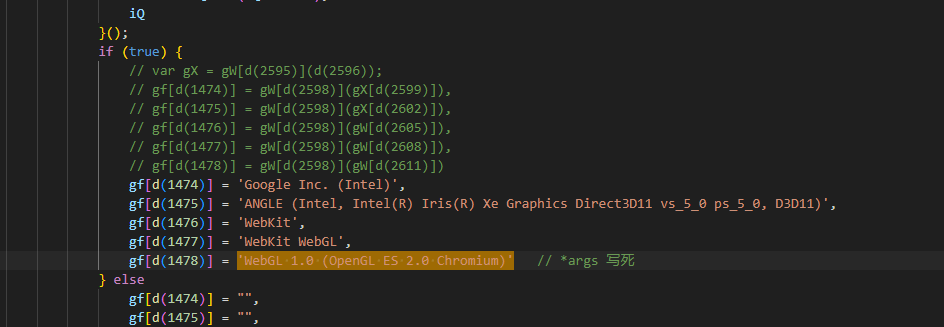 iQ
}();
if (true) {
// var gX = gW[d(2595)](d(2596));
// gf[d(1474)] = gW[d(2598)](gX[d(2599)]),
// gf[d(1475)] = gW[d(2598)](gX[d(2602)]),
// gf[d(1476)] = gW[d(2598)](gW[d(2605)]),
// gf[d(1477)] = gW[d(2598)](gW[d(2608)]),
// gf[d(1478)] = gW[d(2598)](gW[d(2611)])
gf[d(1474)] = 'Google Inc. (Intel)',
gf[d(1475)] = 'ANGLE (Intel, Intel(R) Iris(R) Xe Graphics Direct3D11 vs_5_0 ps_5_0, D3D11)',
gf[d(1476)] = 'WebKit',
gf[d(1477)] = 'WebKit WebGL',
gf[d(1478)] = 'WebGL 1.0 (OpenGL ES 2.0 Chromium)' // *args 写死
} else
gf[d(1474)] = "",
gf[d(1475)] = "",